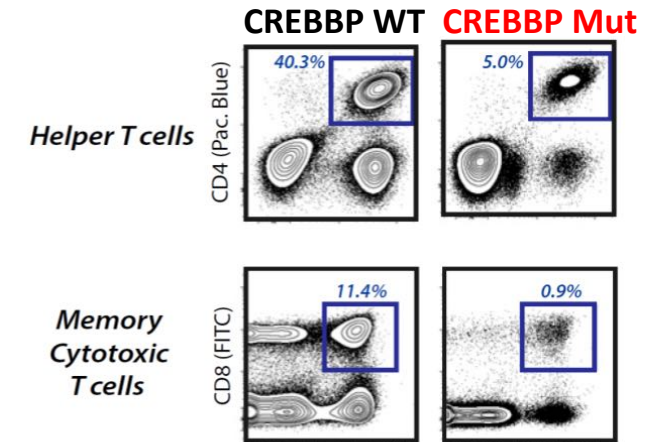 CREBBP WT CREBBP Mut
40.3%
5.0%
Helper T cells
CD4 (Pac. Blue)
11.4%
0.9%
Memory
Cytotoxic
T cells
CD8 (FITC)